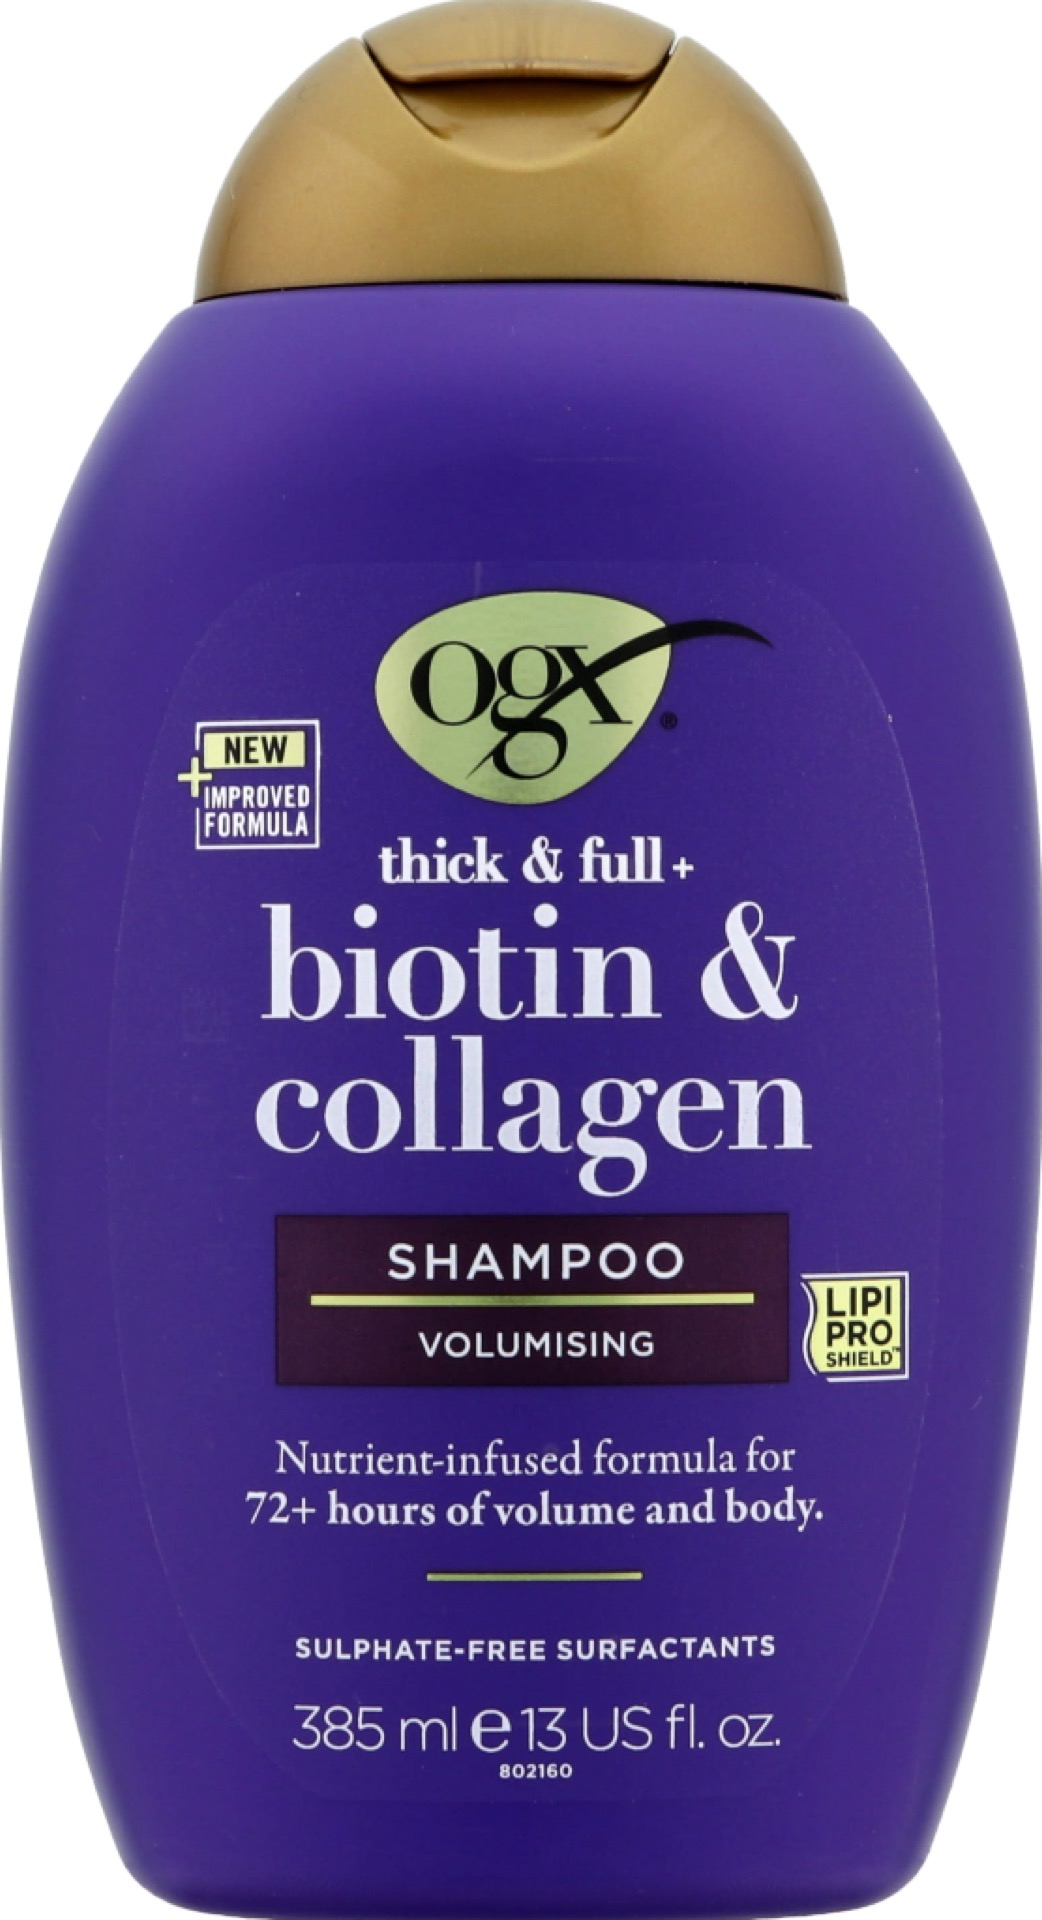 ogx®
NEW
+
IMPROVED
FORMULA
thick & full+
biotin &
collagen
SHAMPOO
VOLUMISING
LIPI
PRO
SHIELD™
Nutrient-infused formula for
72+ hours of volume and body.
SULPHATE-FREE SURFACTANTS
385 ml e 13 US fl. oz.
802160